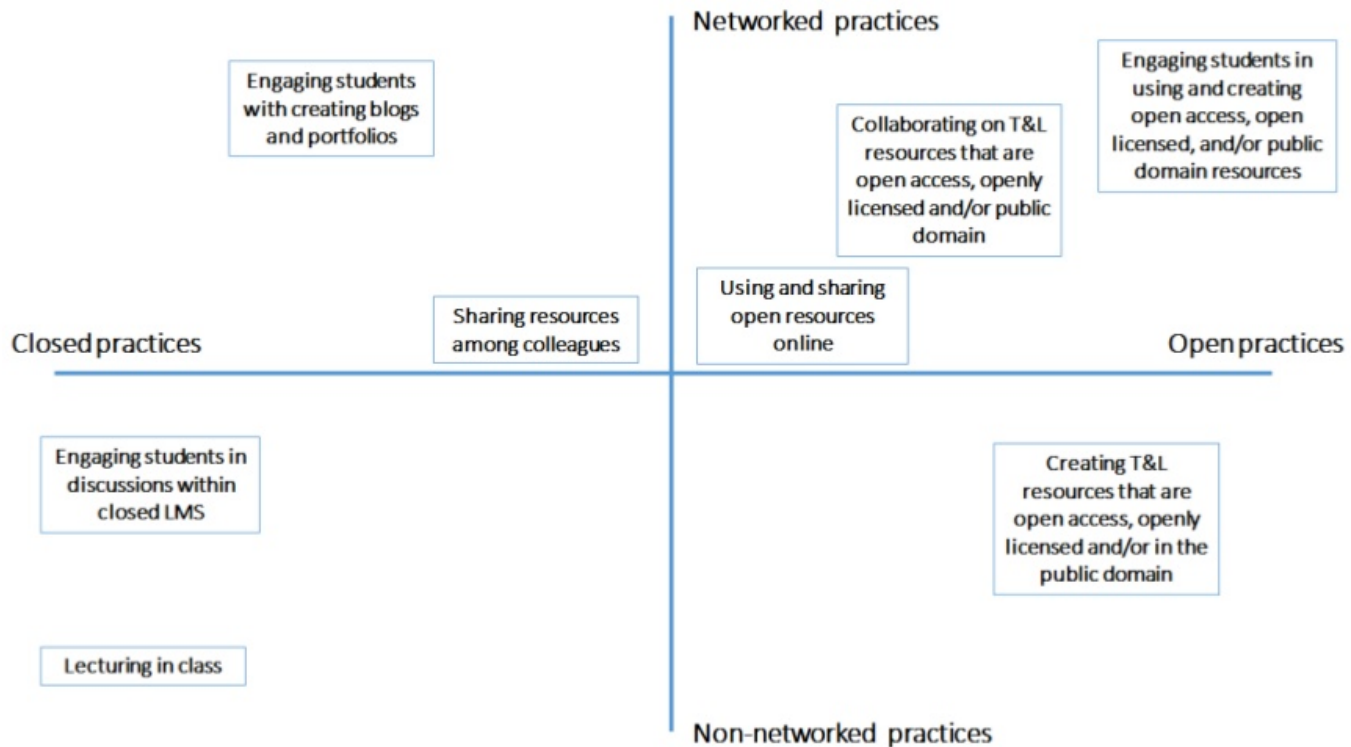 Networked practices
Engaging students
with creating blogs
and portfolios
Collaborating on T&L
resources that are
open access, openly
licensed and/or public
domain
Engaging students in
using and creating
open access, open
licensed, and/or public
domain resources
Sharing resources
among colleagues
Using and sharing
open resources
online
Closed practices
Open practices
Engaging students in
discussions within
closed LMS
Creating T&L
resources that are
open access, openly
licensed and/or in the
public domain
Lecturing in class
Non-networked practices